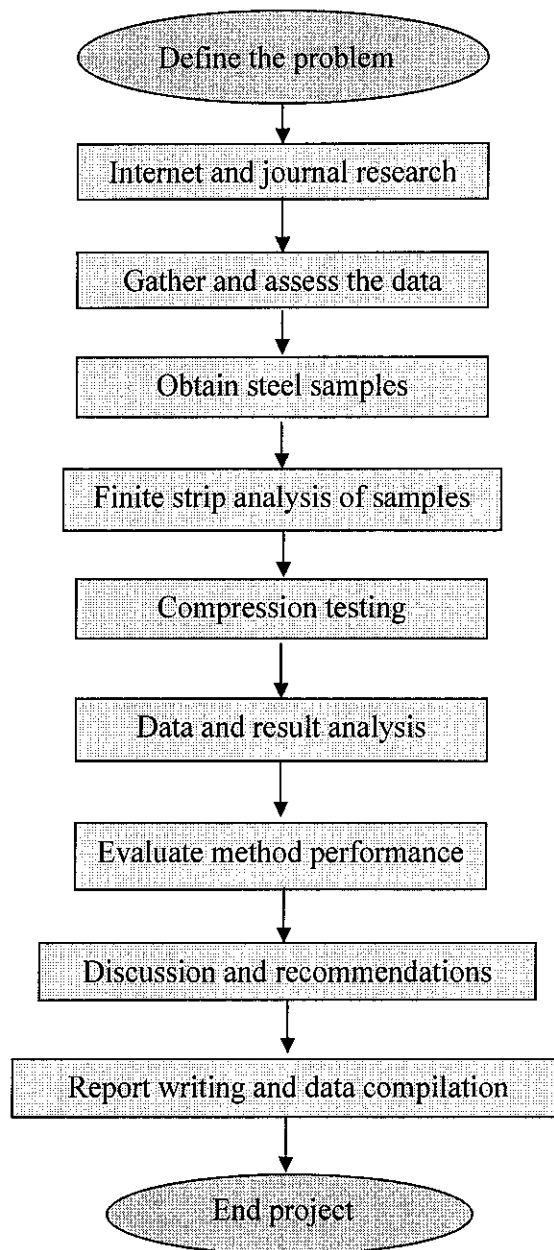 Define the problem
Internet and journal research
Gather and assess the data
Obtain steel samples
Finite strip analysis of samples
Compression testing
Data and result analysis
Evaluate method performance
Discussion and recommendations
Report writing and data compilation
End project